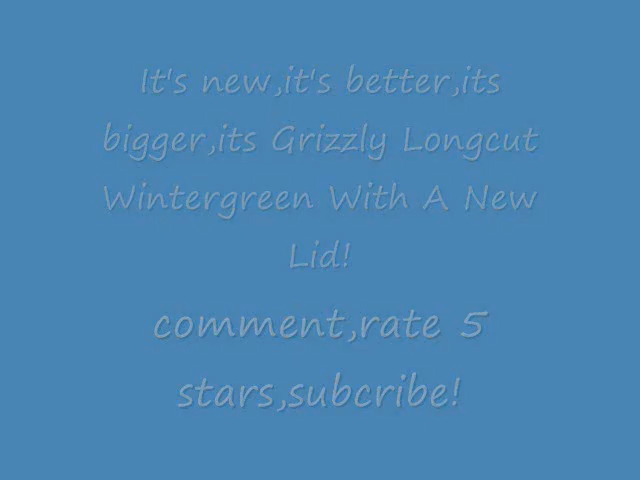 It's new,it's better,its
bigger,its Grizzly Longcut
Wintergreen With A New
Lid!
comment,rate 5
stars,subcribe!